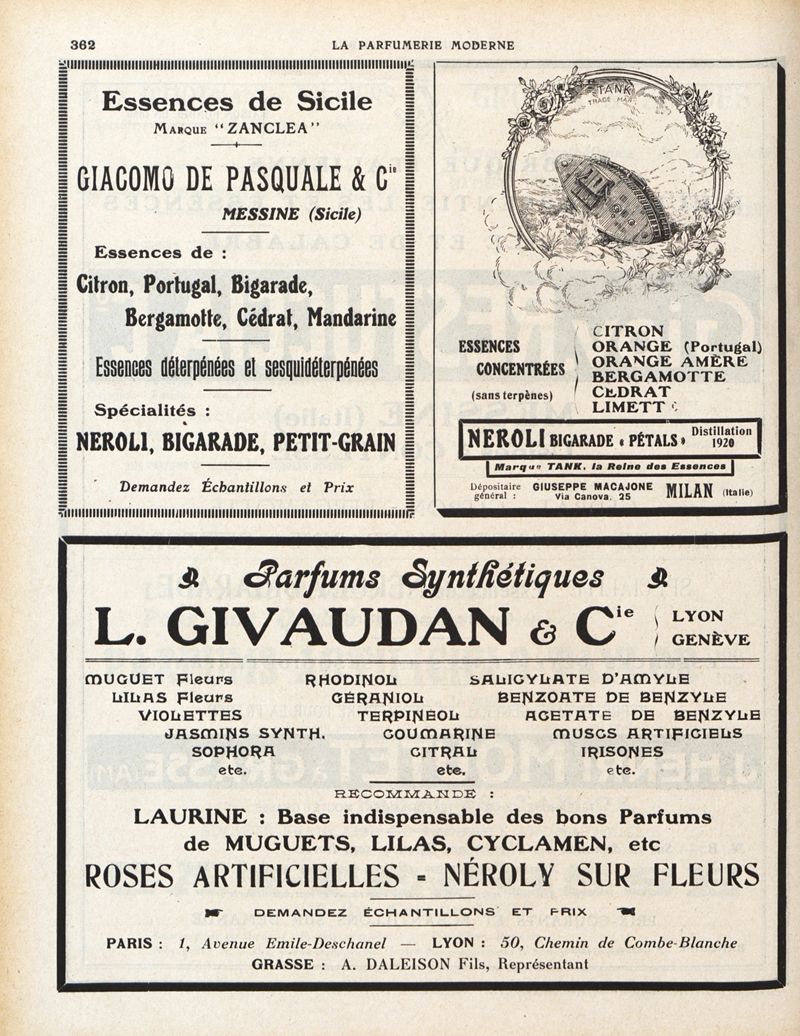 362
LA PARFUMERIE MODERNE
Essences de Sicile
MARQUE "ZANCLEA"
GIACOMO DE PASQUALE & Cie
MESSINE (Sicile)
Essences de :
Citron, Portugal, Bigarade,
Bergamotte, Cédrat, Mandarine
Essences déterpénées et sesquidéterpénées
Spécialités :
NEROLI, BIGARADE, PETIT-GRAIN
Demandez Échantillons et Prix
TANK
TRADE MARK
ESSENCES
CONCENTRÉES
(sans terpènes)
CITRON
ORANGE (Portugal)
ORANGE AMÈRE
BERGAMOTTE
CÉDRAT
LIMETT
NEROLI BIGARADE « PÉTALS » Distillation 1920
Marque TANK, la Reine des Essences
Dépositaire général : GIUSEPPE MACAJONE Via Canova, 25 MILAN (Italie)
Parfums Synthétiques
L. GIVAUDAN & Cie LYON GENÈVE
MUGUET Fleurs RHODINOL SALICYLATE D'AMYLE
LILAS Fleurs GÉRANIOL BENZOATE DE BENZYLE
VIOLETTES TERPINÉOL ACETATE DE BENZYLE
JASMINS SYNTH. COUMARINE MUSCS ARTIFICIELS
SOPHORA CITRAL IRISONES
etc. etc. etc.
RECOMMANDE :
LAURINE : Base indispensable des bons Parfums
de MUGUETS, LILAS, CYCLAMEN, etc
ROSES ARTIFICIELLES - NÉROLY SUR FLEURS
DEMANDEZ ÉCHANTILLONS ET PRIX
PARIS : 1, Avenue Emile-Deschanel — LYON : 50, Chemin de Combe-Blanche
GRASSE : A. DALEISON Fils, Représentant